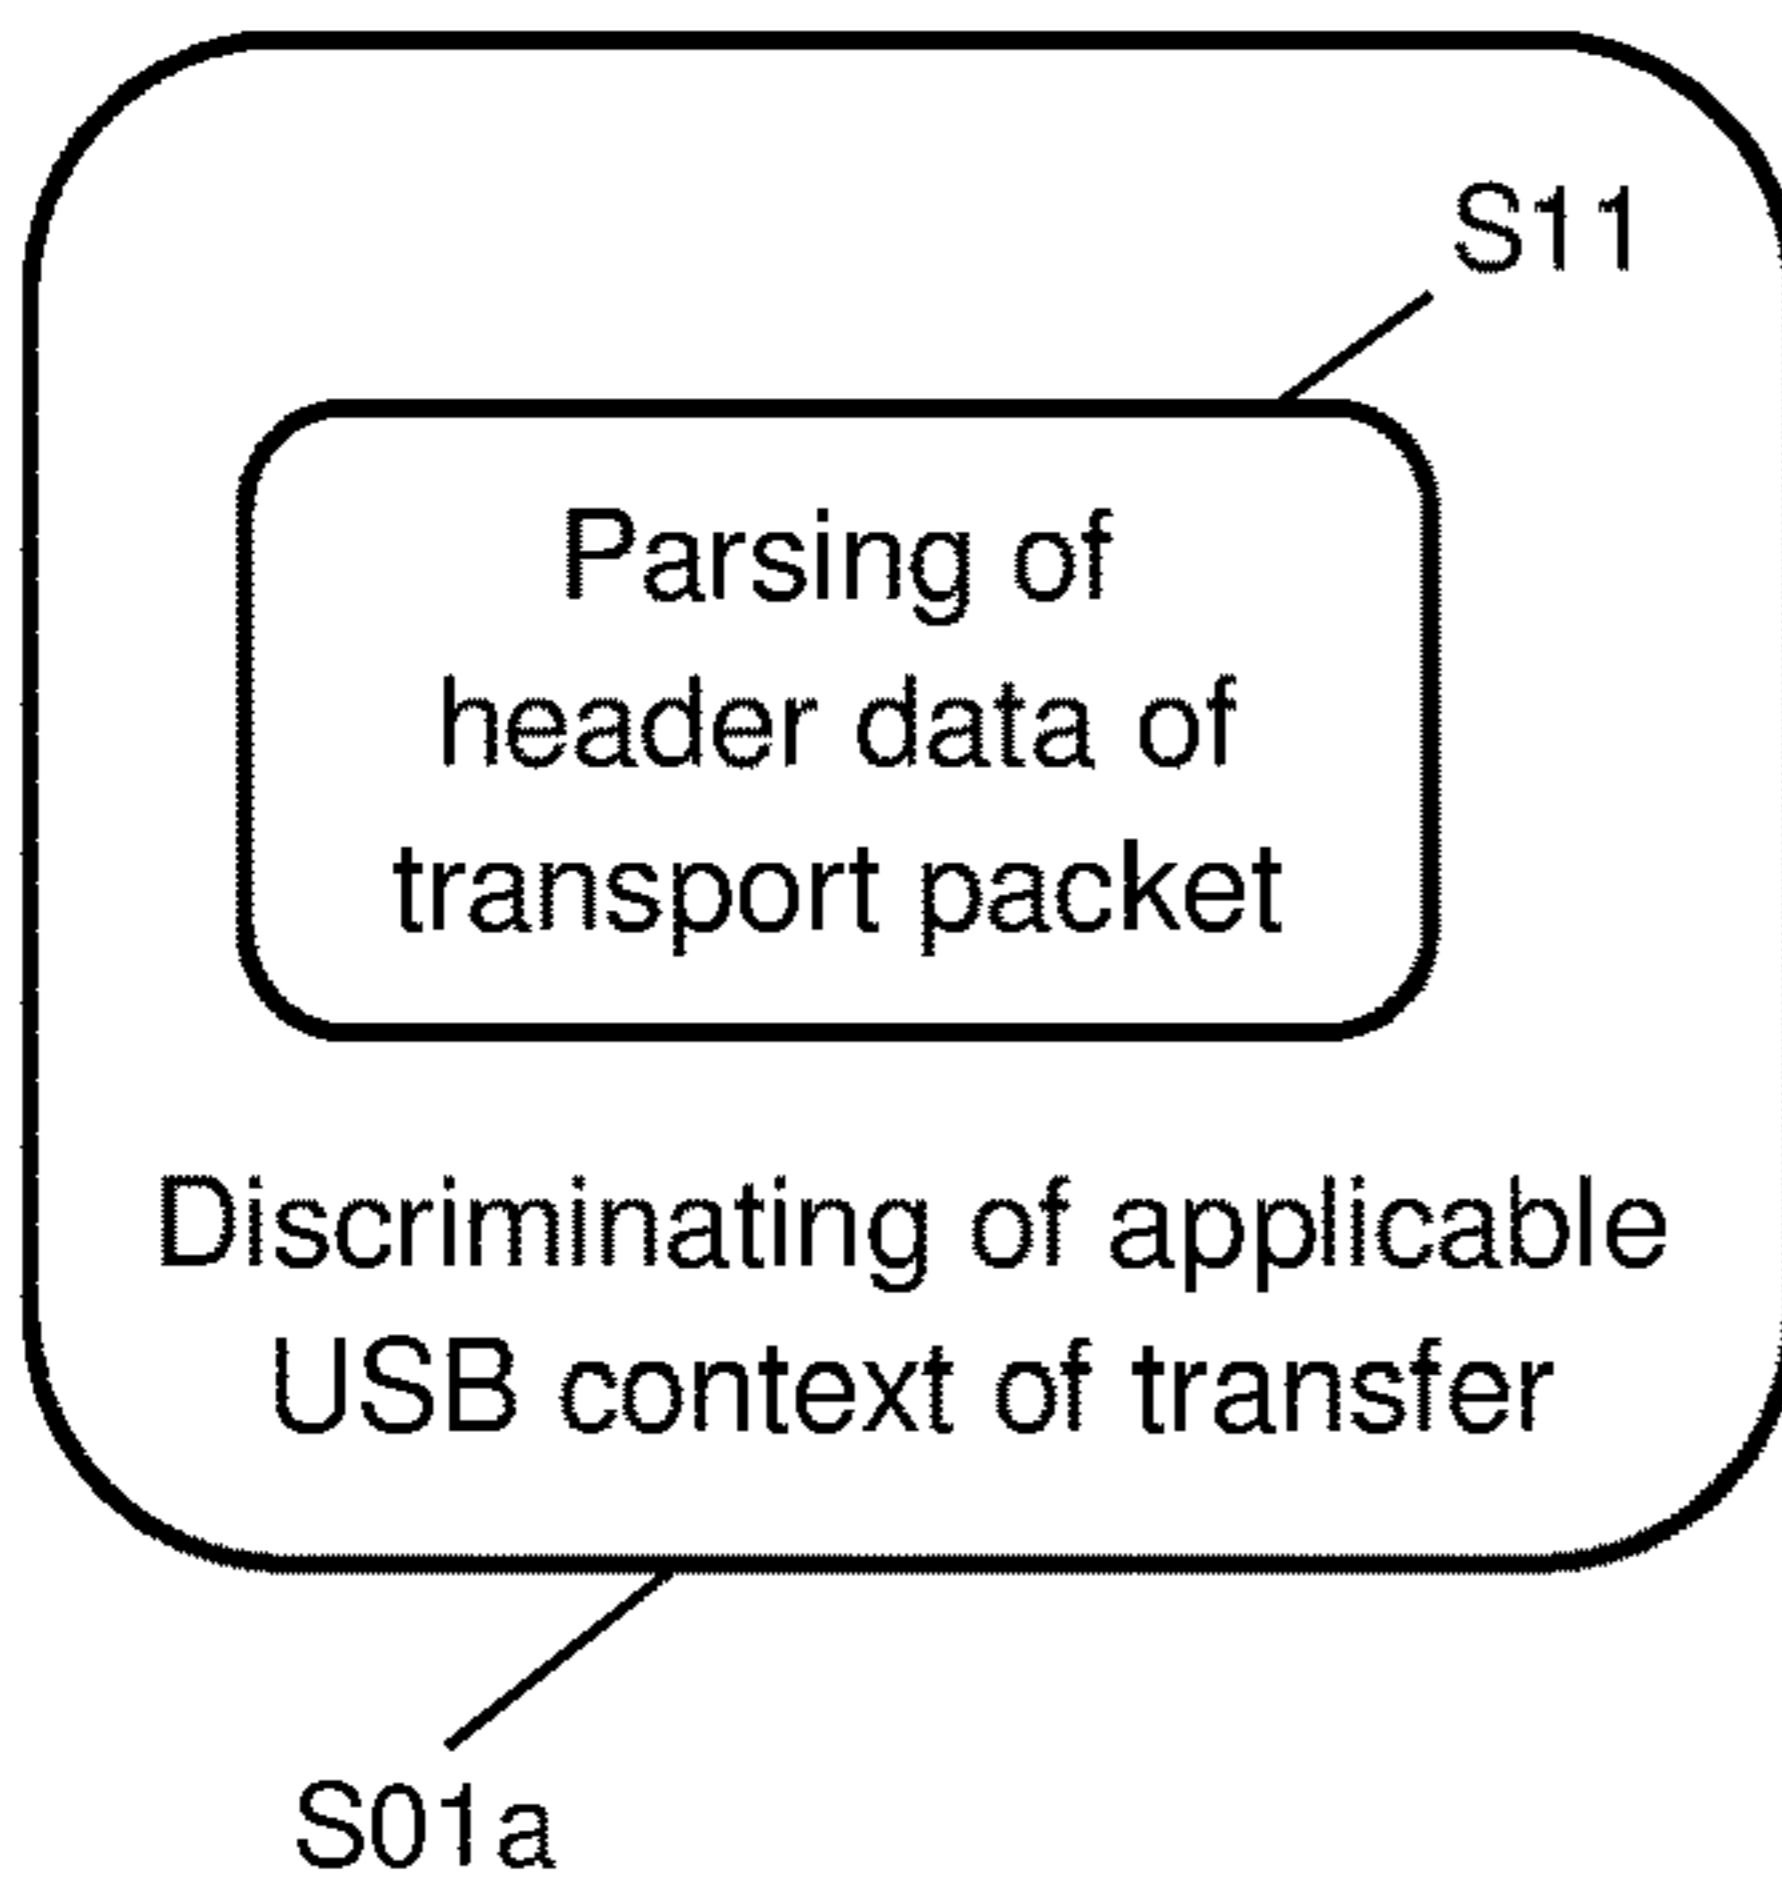 S11
Parsing of
header data of
transport packet
Discriminating of applicable
USB context of transfer
S01a